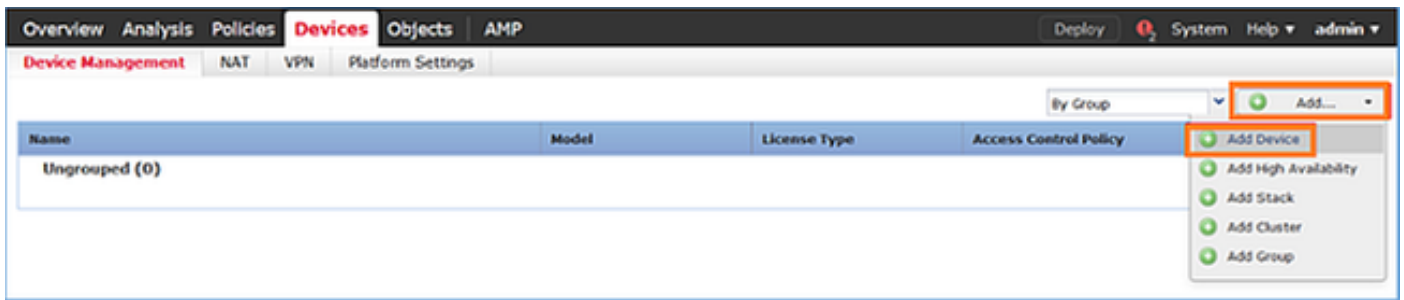 Overview Analysis Policies Devices Objects AMP Deploy 2 System Help ▾ admin ▾
Device Management NAT VPN Platform Settings
By Group Add...
Name Model License Type Access Control Policy
Add Device
Ungrouped (0)
Add High Availability
Add Stack
Add Cluster
Add Group